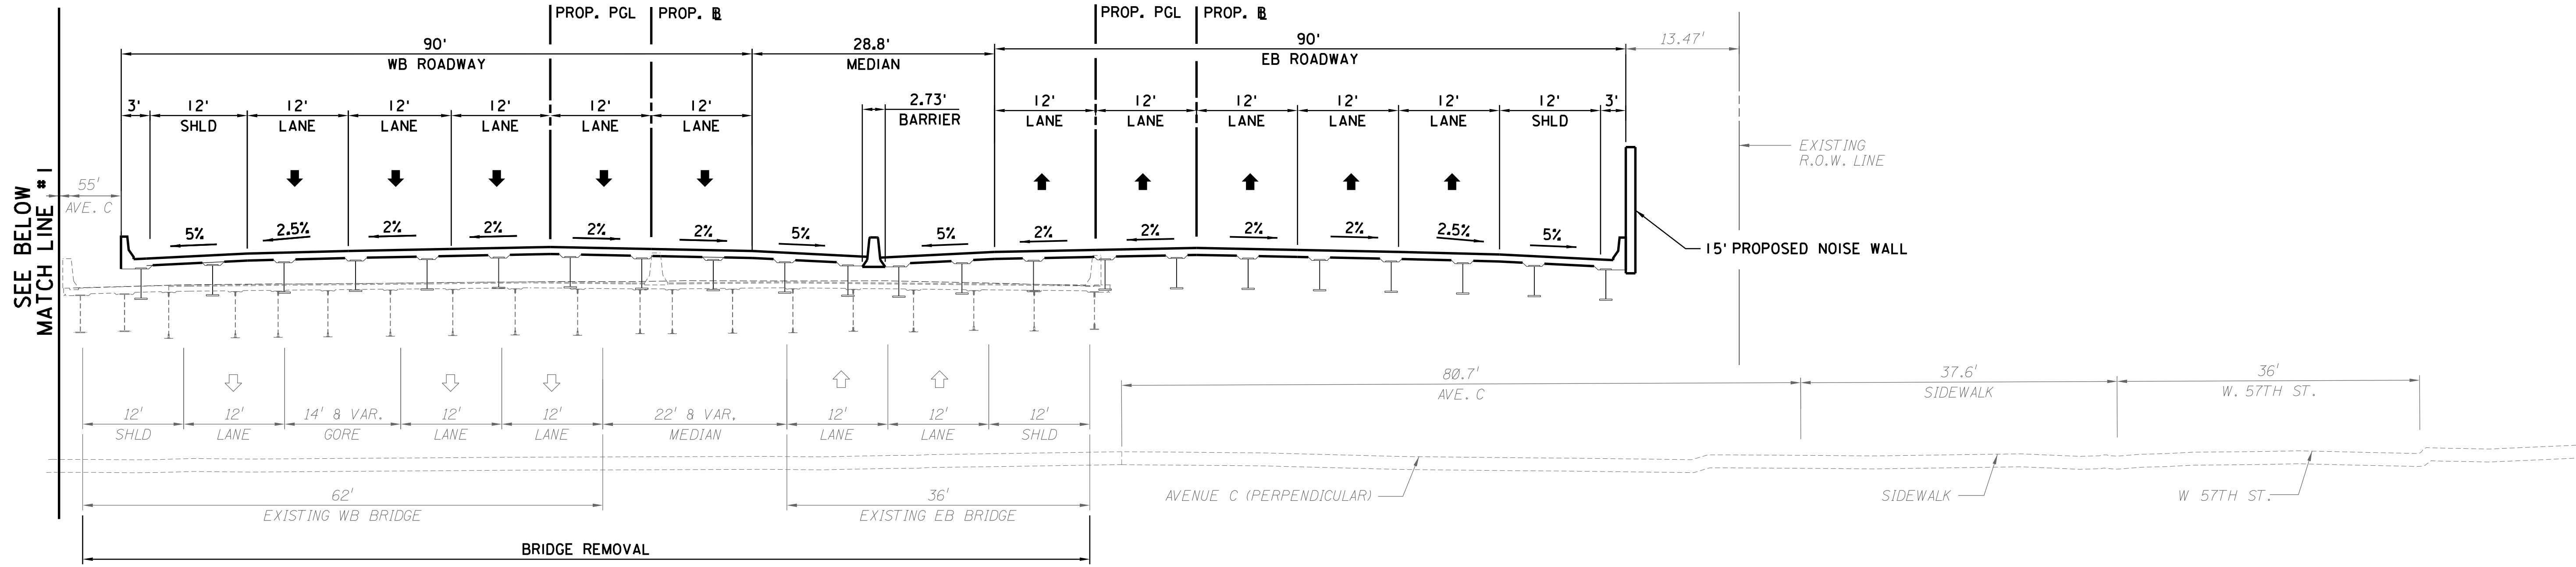 PROP. PGL PROP. BL PROP. PGL PROP. BL
90' 28.8' 90' 13.47'
WB ROADWAY MEDIAN EB ROADWAY
3' 12' 12' 12' 12' 12' 12' 2.73' 12' 12' 12' 12' 12' 12' 3'
SHLD LANE LANE LANE LANE LANE BARRIER LANE LANE LANE LANE LANE SHLD
EXISTING
R.O.W. LINE
SEE BELOW
MATCH LINE #1
55'
AVE. C
5% 2.5% 2% 2% 2% 2% 5% 5% 2% 2% 2% 2% 2.5% 5%
15' PROPOSED NOISE WALL
80.7' 37.6' 36'
AVE. C SIDEWALK W. 57TH ST.
12' 12' 14' & VAR. 12' 12' 22' & VAR. 12' 12' 12'
SHLD LANE GORE LANE LANE MEDIAN LANE LANE SHLD
62' 36' AVENUE C (PERPENDICULAR) SIDEWALK W 57TH ST.
EXISTING WB BRIDGE EXISTING EB BRIDGE
BRIDGE REMOVAL